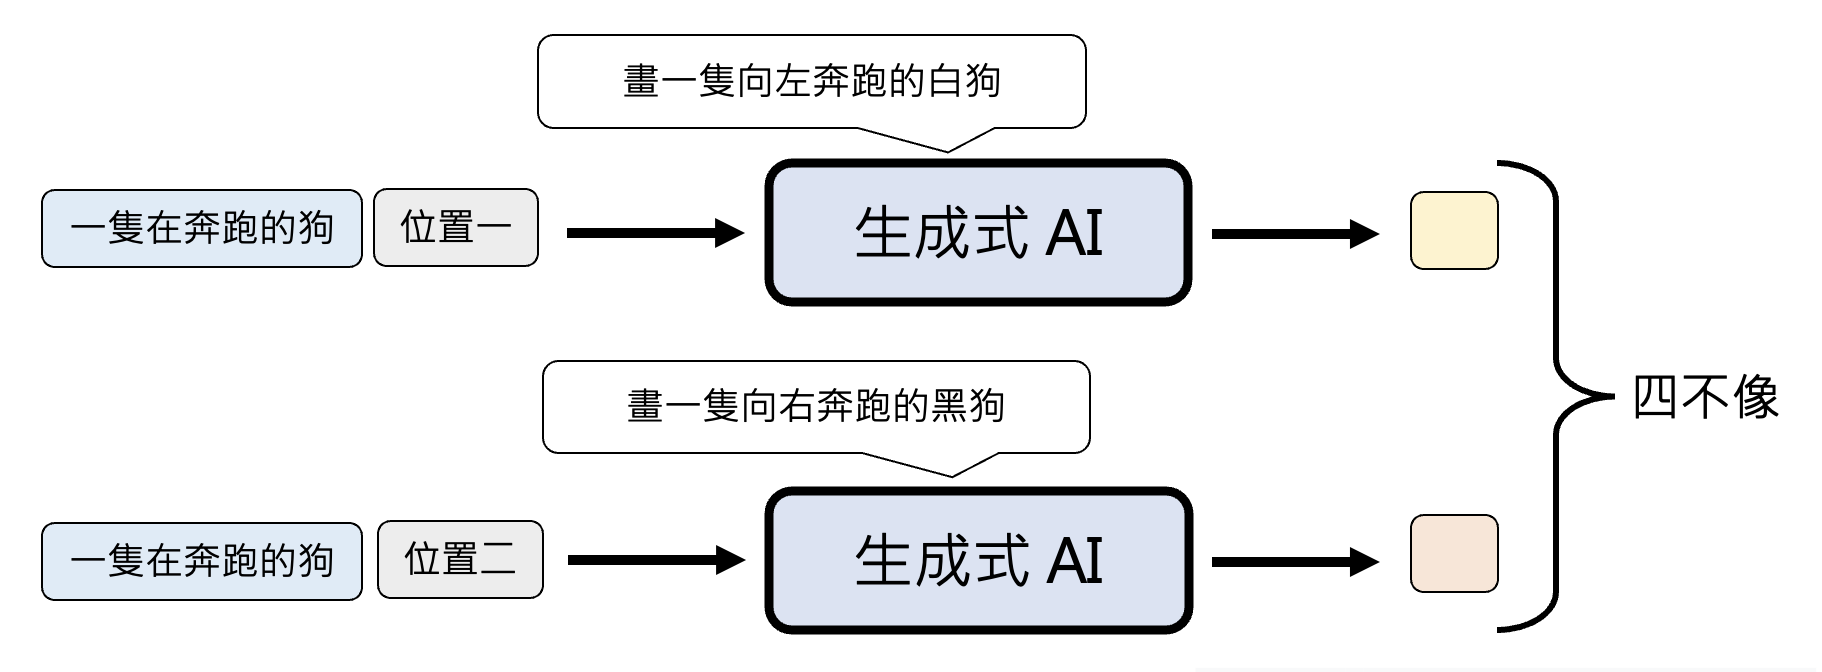 畫一隻向左奔跑的白狗
一隻在奔跑的狗
位置一
生成式 AI
四不像
畫一隻向右奔跑的黑狗
一隻在奔跑的狗
位置二
生成式 AI